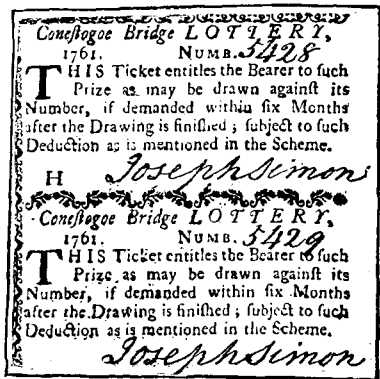 Conestogoe Bridge LOTTERY,
1761. NUMB. 5428
THIS Ticket entitles the Bearer to ſuch
Prize as may be drawn againſt its
Number, if demanded within ſix Months
after the Drawing is finiſhed; ſubject to ſuch
Deduction as is mentioned in the Scheme.
H Joseph Simon
Conestogoe Bridge LOTTERY,
1761. NUMB. 5429
THIS Ticket entitles the Bearer to ſuch
Prize as may be drawn againſt its
Number, if demanded within ſix Months
after the Drawing is finiſhed; ſubject to ſuch
Deduction as is mentioned in the Scheme.
Joseph Simon